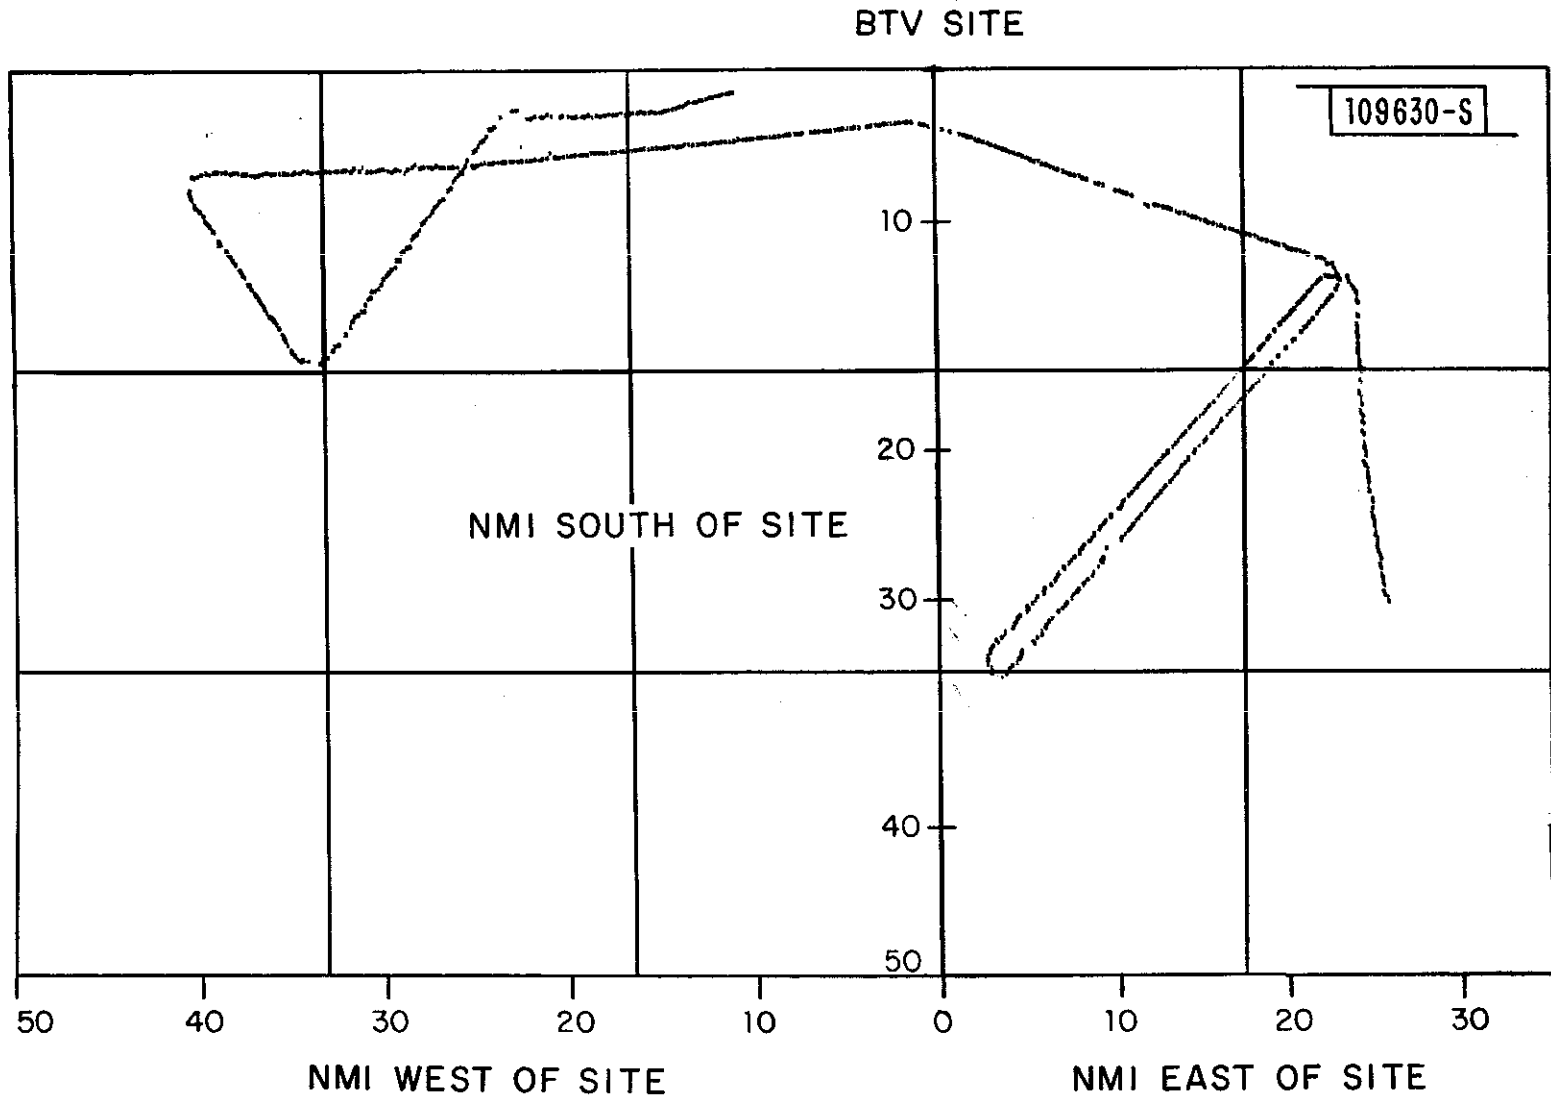 BTV SITE
109630-S
10
20
NMI SOUTH OF SITE
30
40
50
50 40 30 20 10 0 10 20 30
NMI WEST OF SITE NMI EAST OF SITE